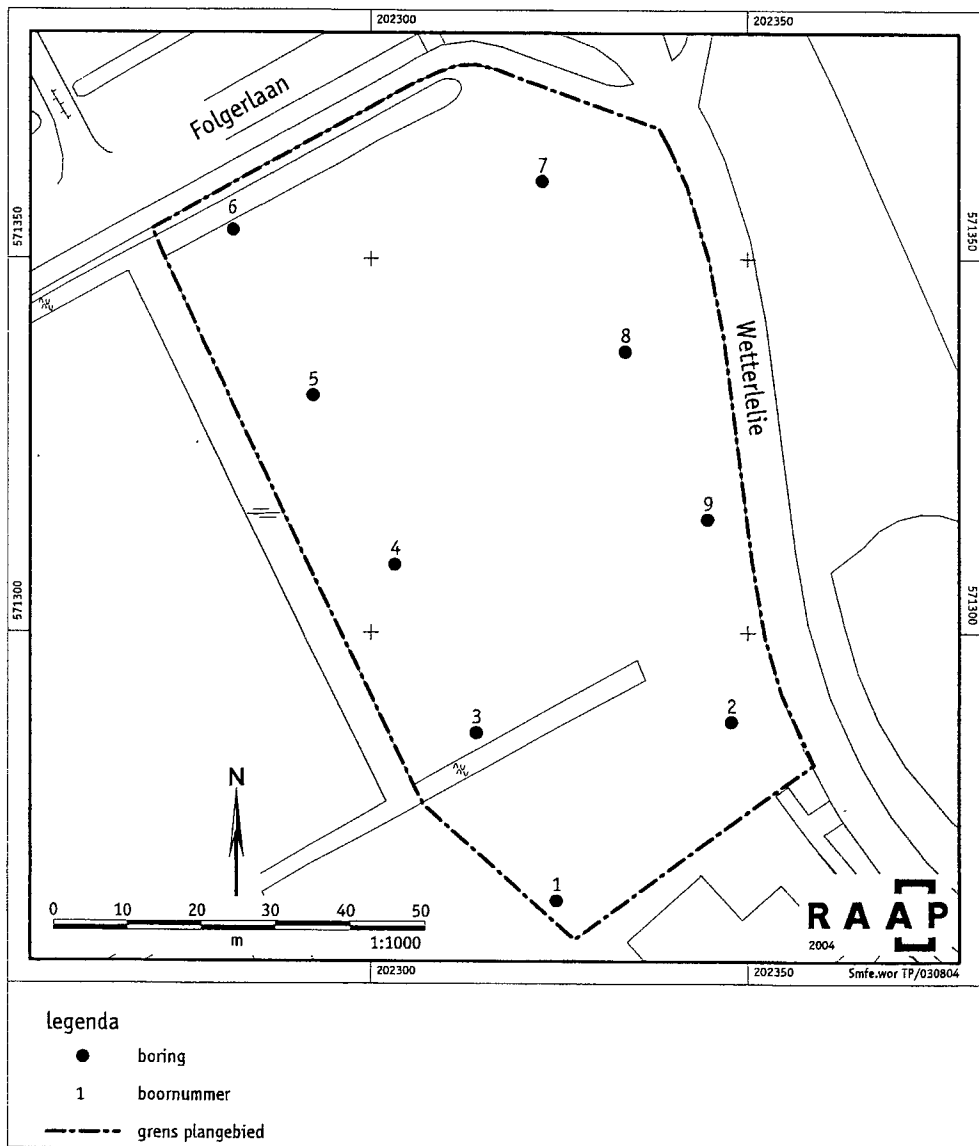 202300
202350
Folgerlaan
7
6
571350
571350
8
Wetterlelie
5
9
4
571300
571300
3
2
N
1
0 10 20 30 40 50
m 1:1000
RAAP
2004
202300
202350
5mfe.wor TP/030804
legenda
boring
1 boornummer
grens plangebied